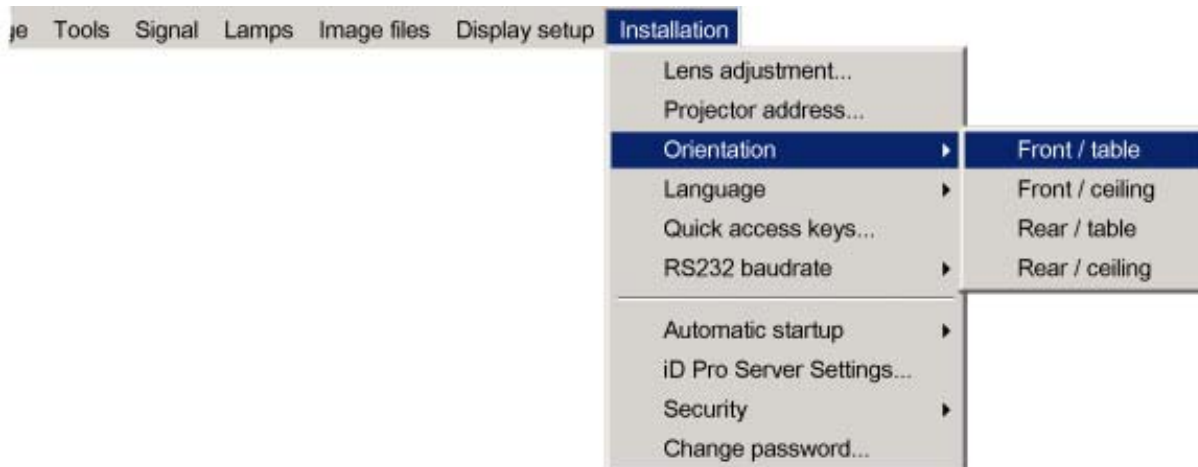 Tools Signal Lamps Image files Display setup Installation
Lens adjustment...
Projector address...
Orientation
Front / table
Language
Front / ceiling
Quick access keys...
Rear / table
RS232 baudrate
Rear / ceiling
Automatic startup
iD Pro Server Settings...
Security
Change password...